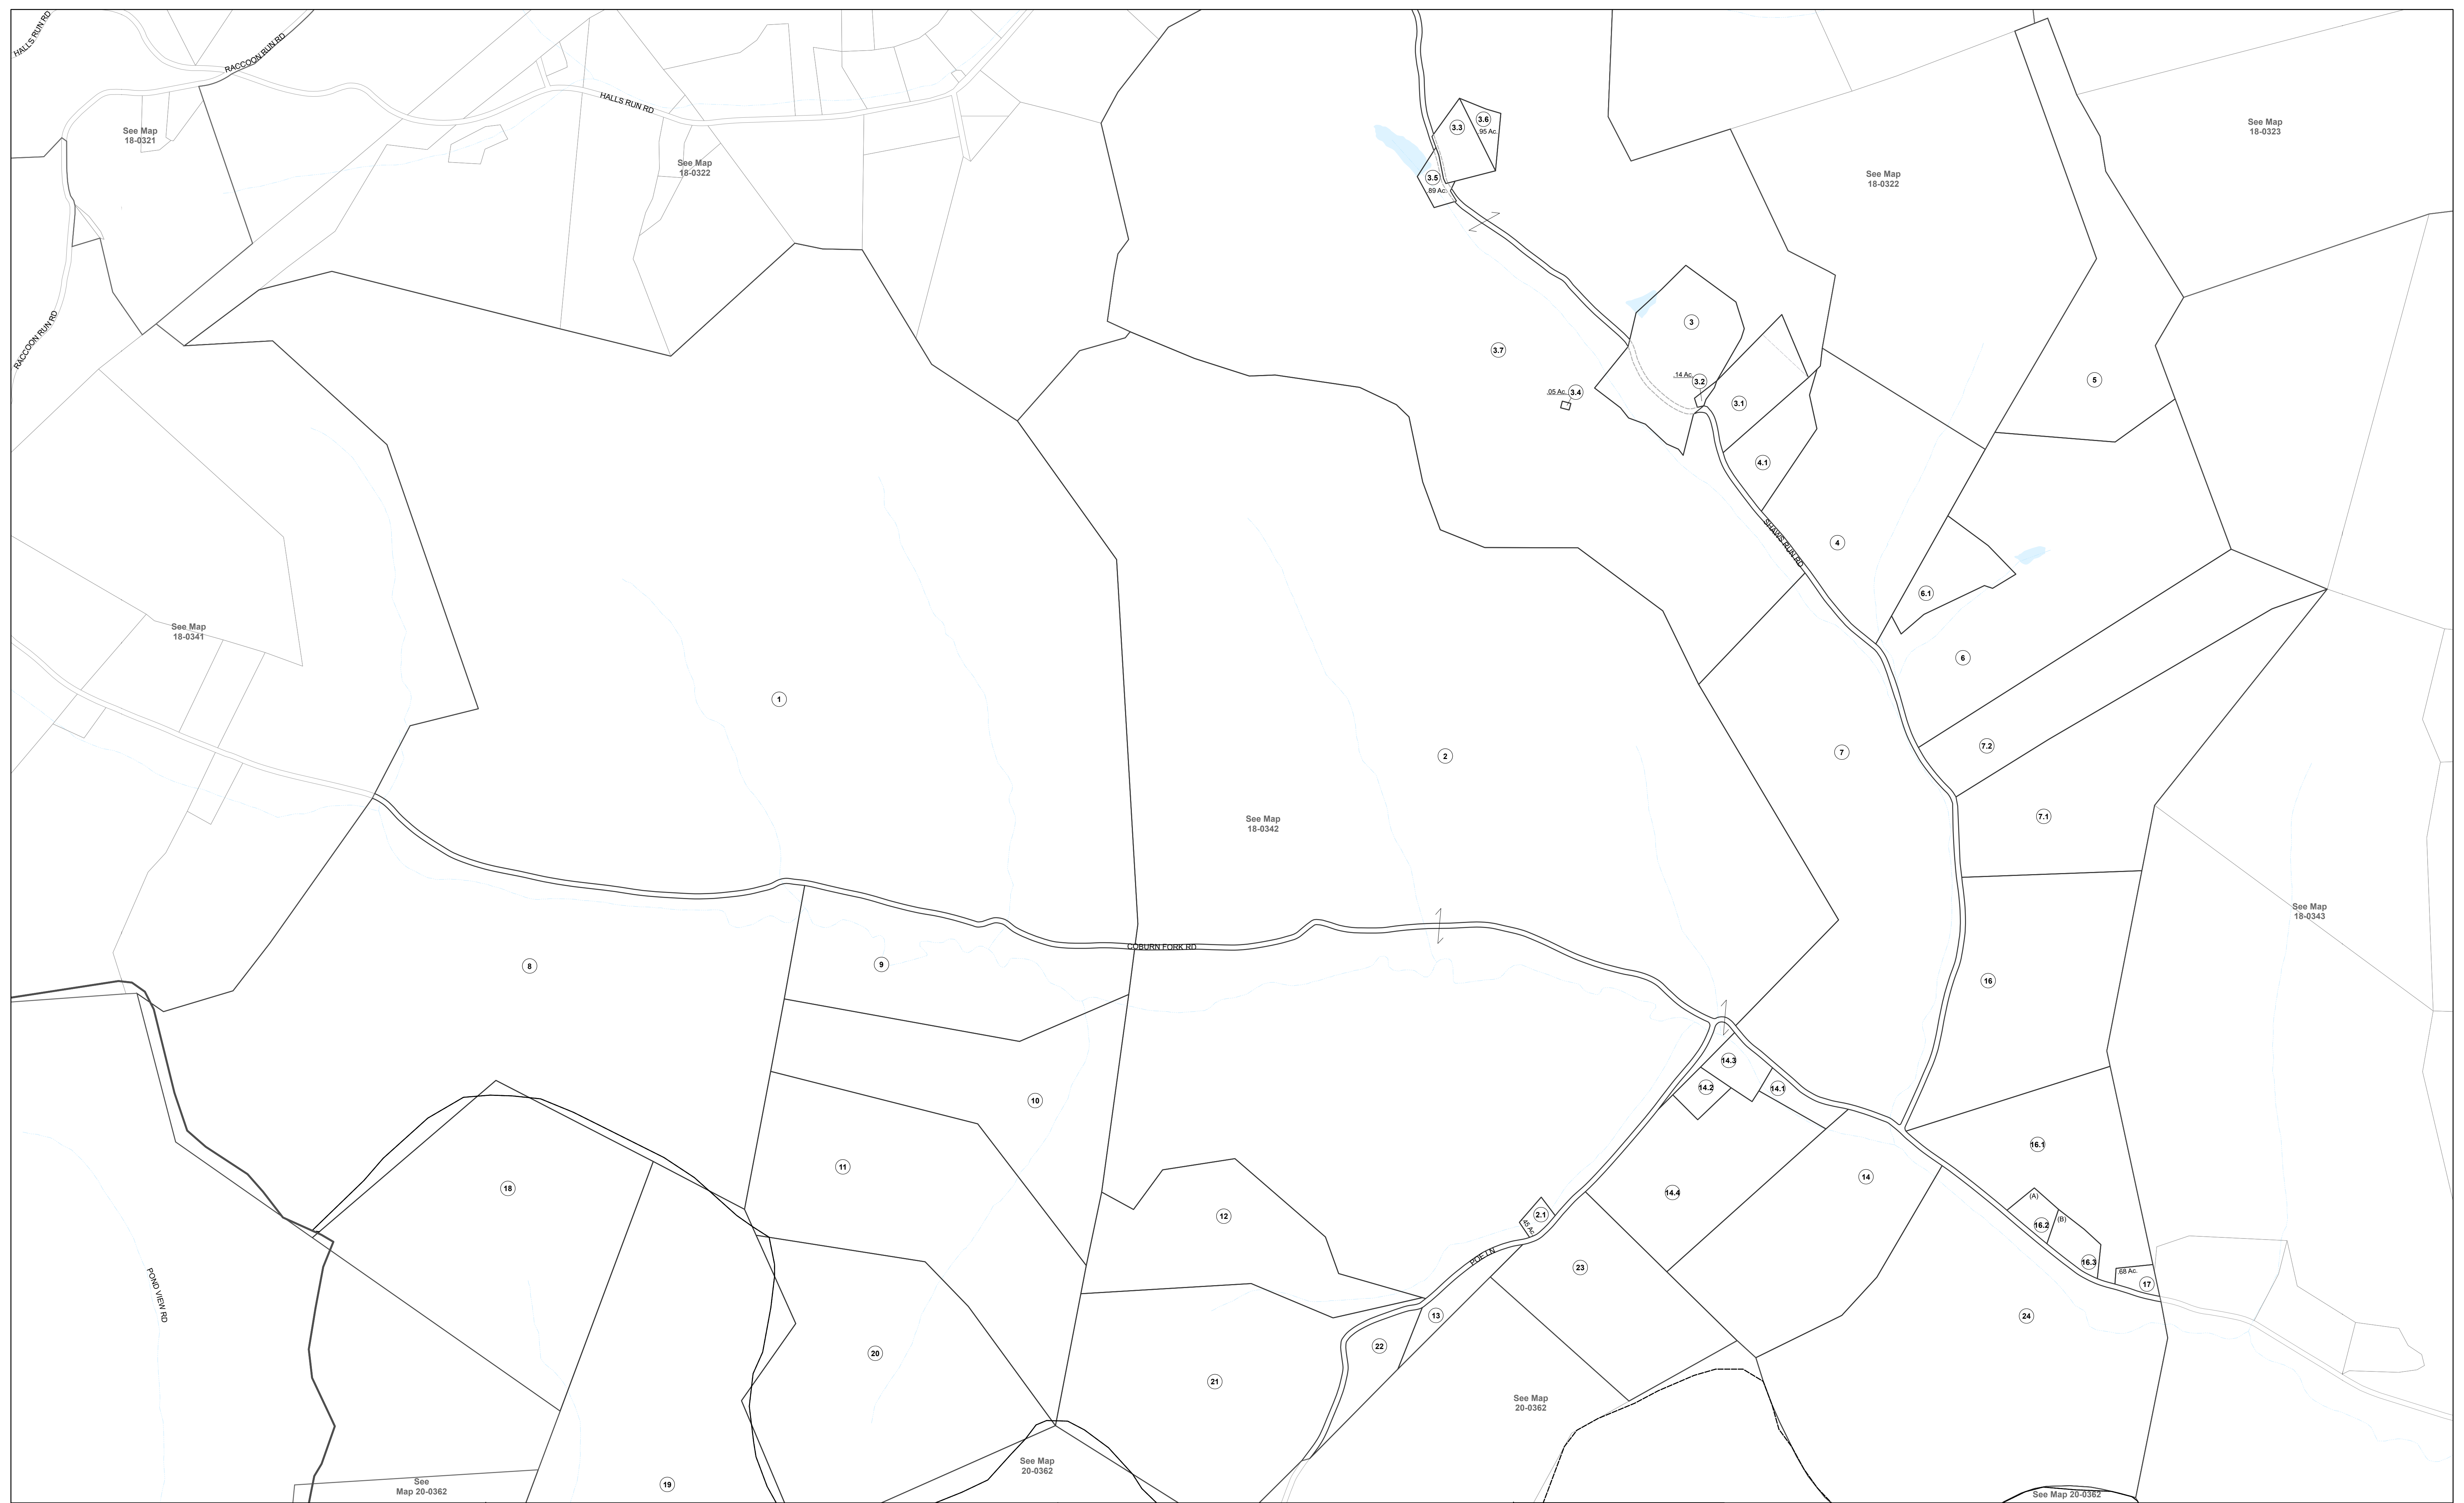 HALLS RUN RD
RACCOON RUN RD
HALLS RUN RD
See Map
18-0321
See Map
18-0322
See Map
18-0322
See Map
18-0323
3.3
3.6
.95 Ac.
3.5
.89 Ac.
RACCOON RUN RD
3
3.7
.14 Ac.
3.2
.05 Ac.
3.4
3.1
5
4.1
SHAWS RUN RD
4
6.1
See Map
18-0341
6
1
7.2
2
7
7.1
See Map
18-0342
See Map
18-0343
COBURN FORK RD
8
9
16
14.3
14.2
14.1
10
16.1
11
14
18
14.4
(A)
12
2.1
.45 Ac.
16.2
(B)
POE LN
23
16.3
.68 Ac.
17
POND VIEW RD
13
24
22
20
21
See Map
20-0362
See Map
20-0362
See
Map 20-0362
19
See Map 20-0362